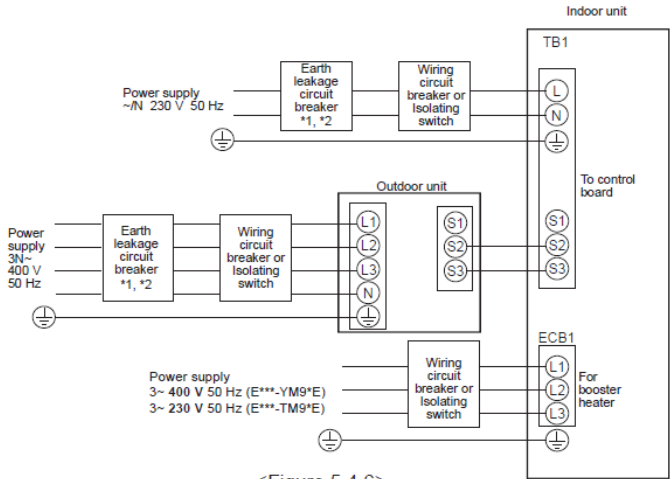 Indoor unit
TB1
Earth
leakage
circuit
breaker
*1, *2
Wiring
circuit
breaker or
Isolating
switch
Power supply
~/N 230 V 50 Hz
L
N
To control
board
S1
S2
S3
Outdoor unit
Power
supply
3N~
400 V
50 Hz
Earth
leakage
circuit
breaker
*1, *2
Wiring
circuit
breaker or
Isolating
switch
L1
L2
L3
N
S1
S2
S3
ECB1
Power supply
3~ 400 V 50 Hz (E***-YM9*E)
3~ 230 V 50 Hz (E***-TM9*E)
Wiring
circuit
breaker or
Isolating
switch
L1
L2
L3
For
booster
heater